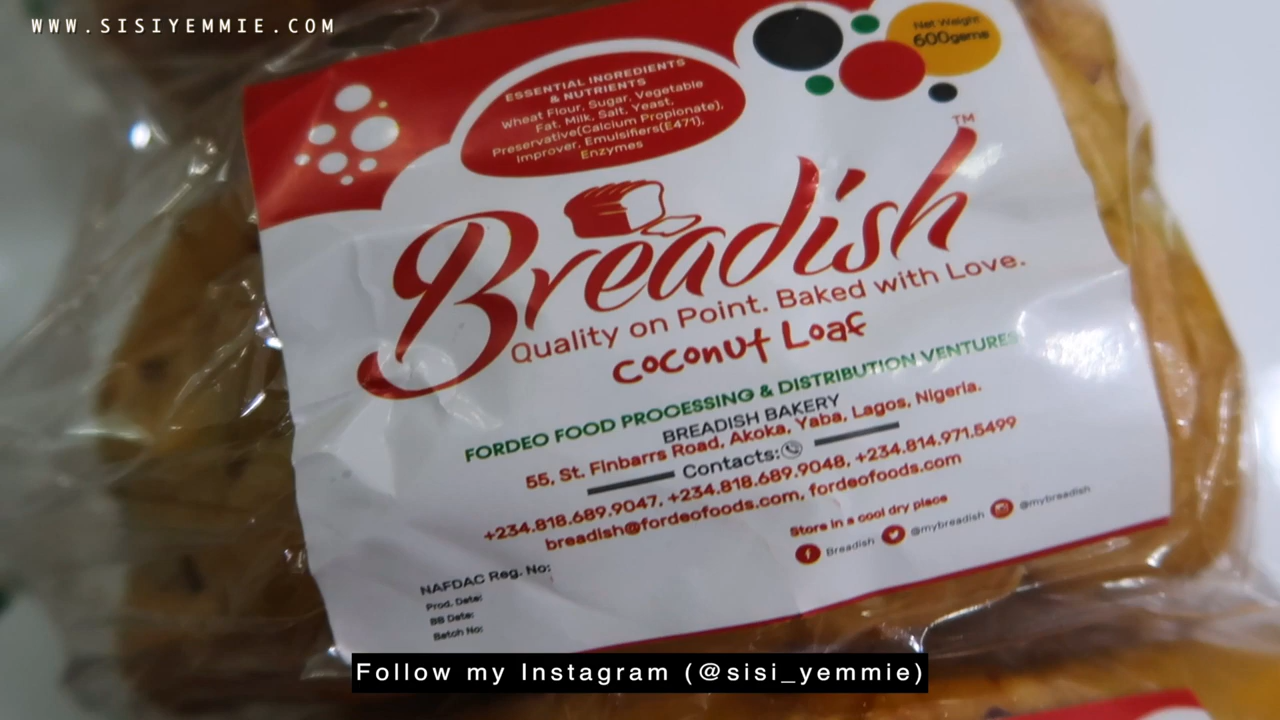 WWW.SISIYEMMIE.COM
Net Weight:
600gems
ESSENTIAL INGREDIENTS
& NUTRIENTS
Wheat Flour, Sugar, Vegetable
Fat, Milk, Salt, Yeast,
Preservative(Calcium Propionate),
Improver, Emulsifiers(E471),
Enzymes
Breadish TM
Quality on Point. Baked with Love.
coconut Loaf
FORDEO FOOD PROCESSING & DISTRIBUTION VENTURES
BREADISH BAKERY
55, St. Finbarrs Road, Akoka, Yaba, Lagos, Nigeria.
Contacts:
+234.818.689.9047, +234.818.689.9048, +234.814.971.5499
breadish@fordeofoods.com, fordeofoods.com
Store in a cool dry place
Breadish @mybreadish @mybreadish
NAFDAC Reg. No:
Prod. Date:
BB Date:
Batch No:
Follow my Instagram (@sisi_yemmie)